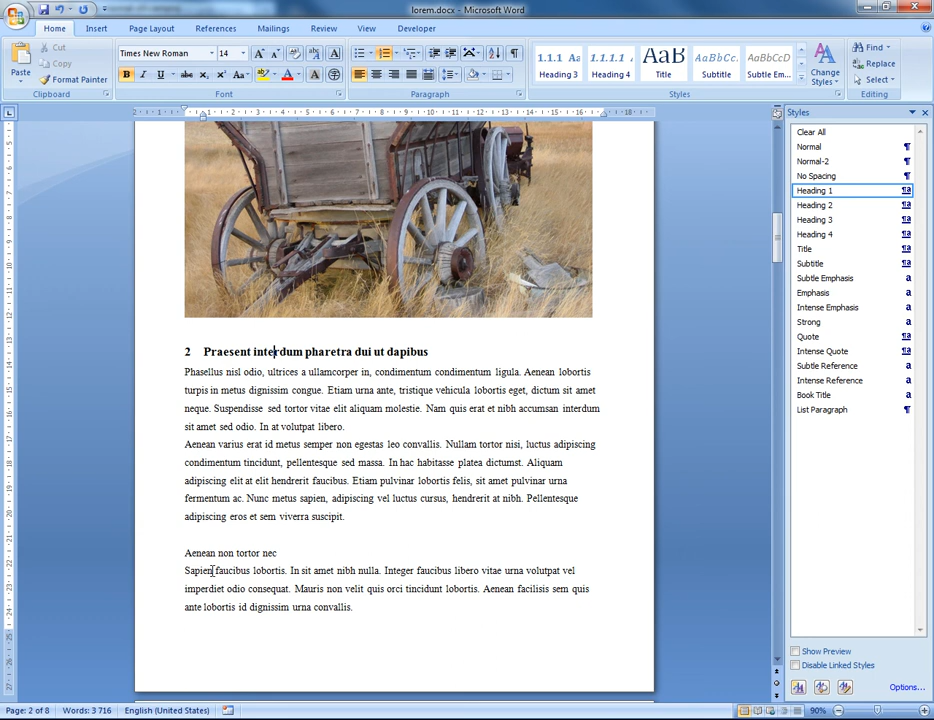 lorem.docx - Microsoft Word
Home Insert Page Layout References Mailings Review View Developer
Paste
Cut
Copy
Format Painter
Clipboard
Times New Roman 14
Font
Paragraph
1.1.1 Aa 1.1.1.1 AaB AaBbCc. AaBbCcD
Heading 3 Heading 4 Title Subtitle Subtle Em...
Change Styles
Styles
Find
Replace
Select
Editing
Styles
Clear All
Normal
Normal-2
No Spacing
Heading 1
Heading 2
Heading 3
Heading 4
Title
Subtitle
Subtle Emphasis
Emphasis
Intense Emphasis
Strong
Quote
Intense Quote
Subtle Reference
Intense Reference
Book Title
List Paragraph
Show Preview
Disable Linked Styles
Options...
2 Praesent interdum pharetra dui ut dapibus
Phasellus nisl odio, ultrices a ullamcorper in, condimentum condimentum ligula. Aenean lobortis
turpis in metus dignissim congue. Etiam urna ante, tristique vehicula lobortis eget, dictum sit amet
neque. Suspendisse sed tortor vitae elit aliquam molestie. Nam quis erat et nibh accumsan interdum
sit amet sed odio. In at volutpat libero.
Aenean varius erat id metus semper non egestas leo convallis. Nullam tortor nisi, luctus adipiscing
condimentum tincidunt, pellentesque sed massa. In hac habitasse platea dictumst. Aliquam
adipiscing elit at elit hendrerit faucibus. Etiam pulvinar lobortis felis, sit amet pulvinar urna
fermentum ac. Nunc metus sapien, adipiscing vel luctus cursus, hendrerit at nibh. Pellentesque
adipiscing eros et sem viverra suscipit.
Aenean non tortor nec
Sapien faucibus lobortis. In sit amet nibh nulla. Integer faucibus libero vitae urna volutpat vel
imperdiet odio consequat. Mauris non velit quis orci tincidunt lobortis. Aenean facilisis sem quis
ante lobortis id dignissim urna convallis.
Page: 2 of 8 Words: 3 716 English (United States) 90%